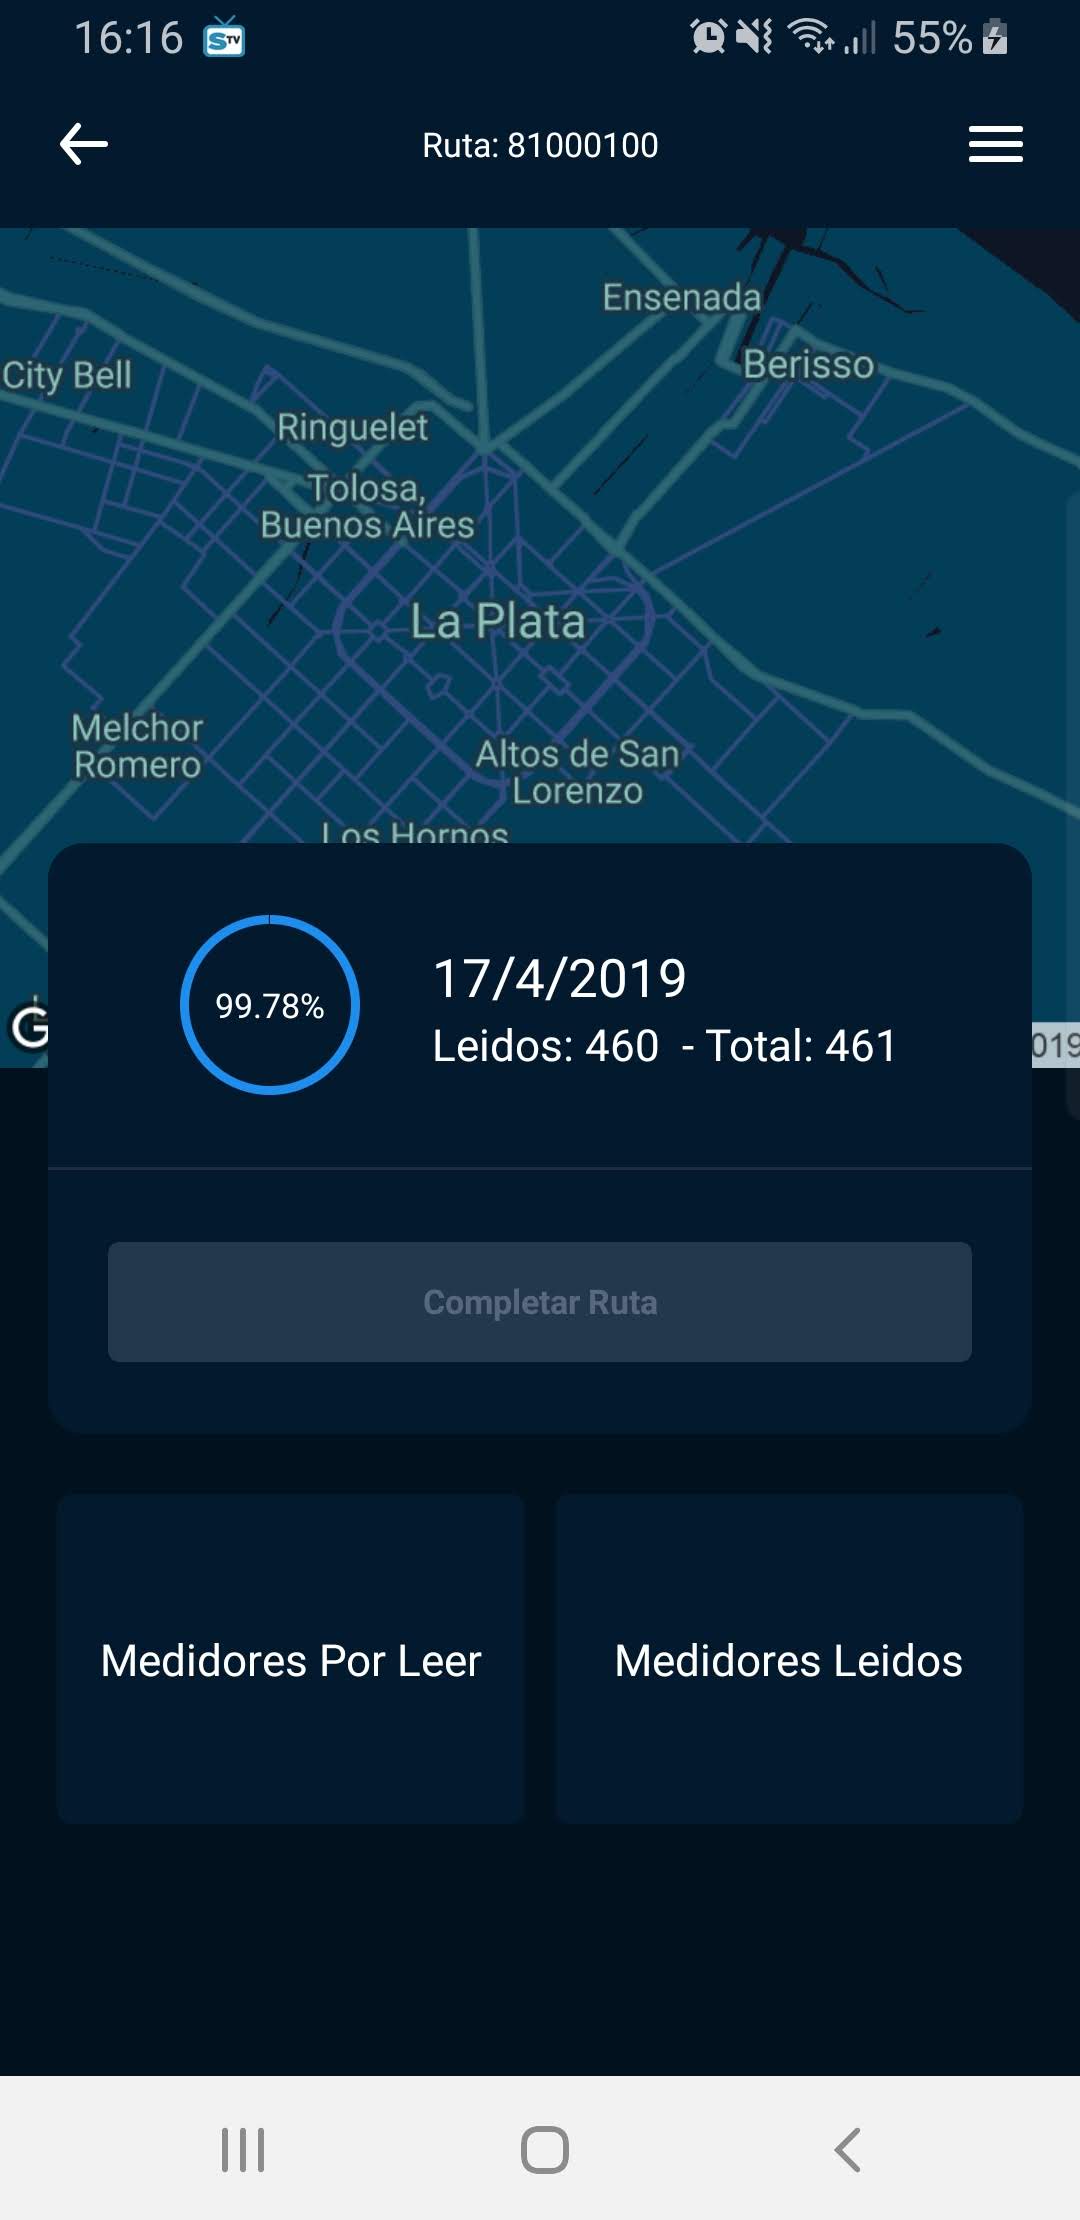 16:16 STV 55%
Ruta: 81000100
Ensenada
Berisso
City Bell
Ringuelet
Tolosa,
Buenos Aires
La Plata
Melchor
Romero
Altos de San
Lorenzo
Los Hornos
G
019
99.78%
17/4/2019
Leidos: 460 - Total: 461
Completar Ruta
Medidores Por Leer
Medidores Leidos